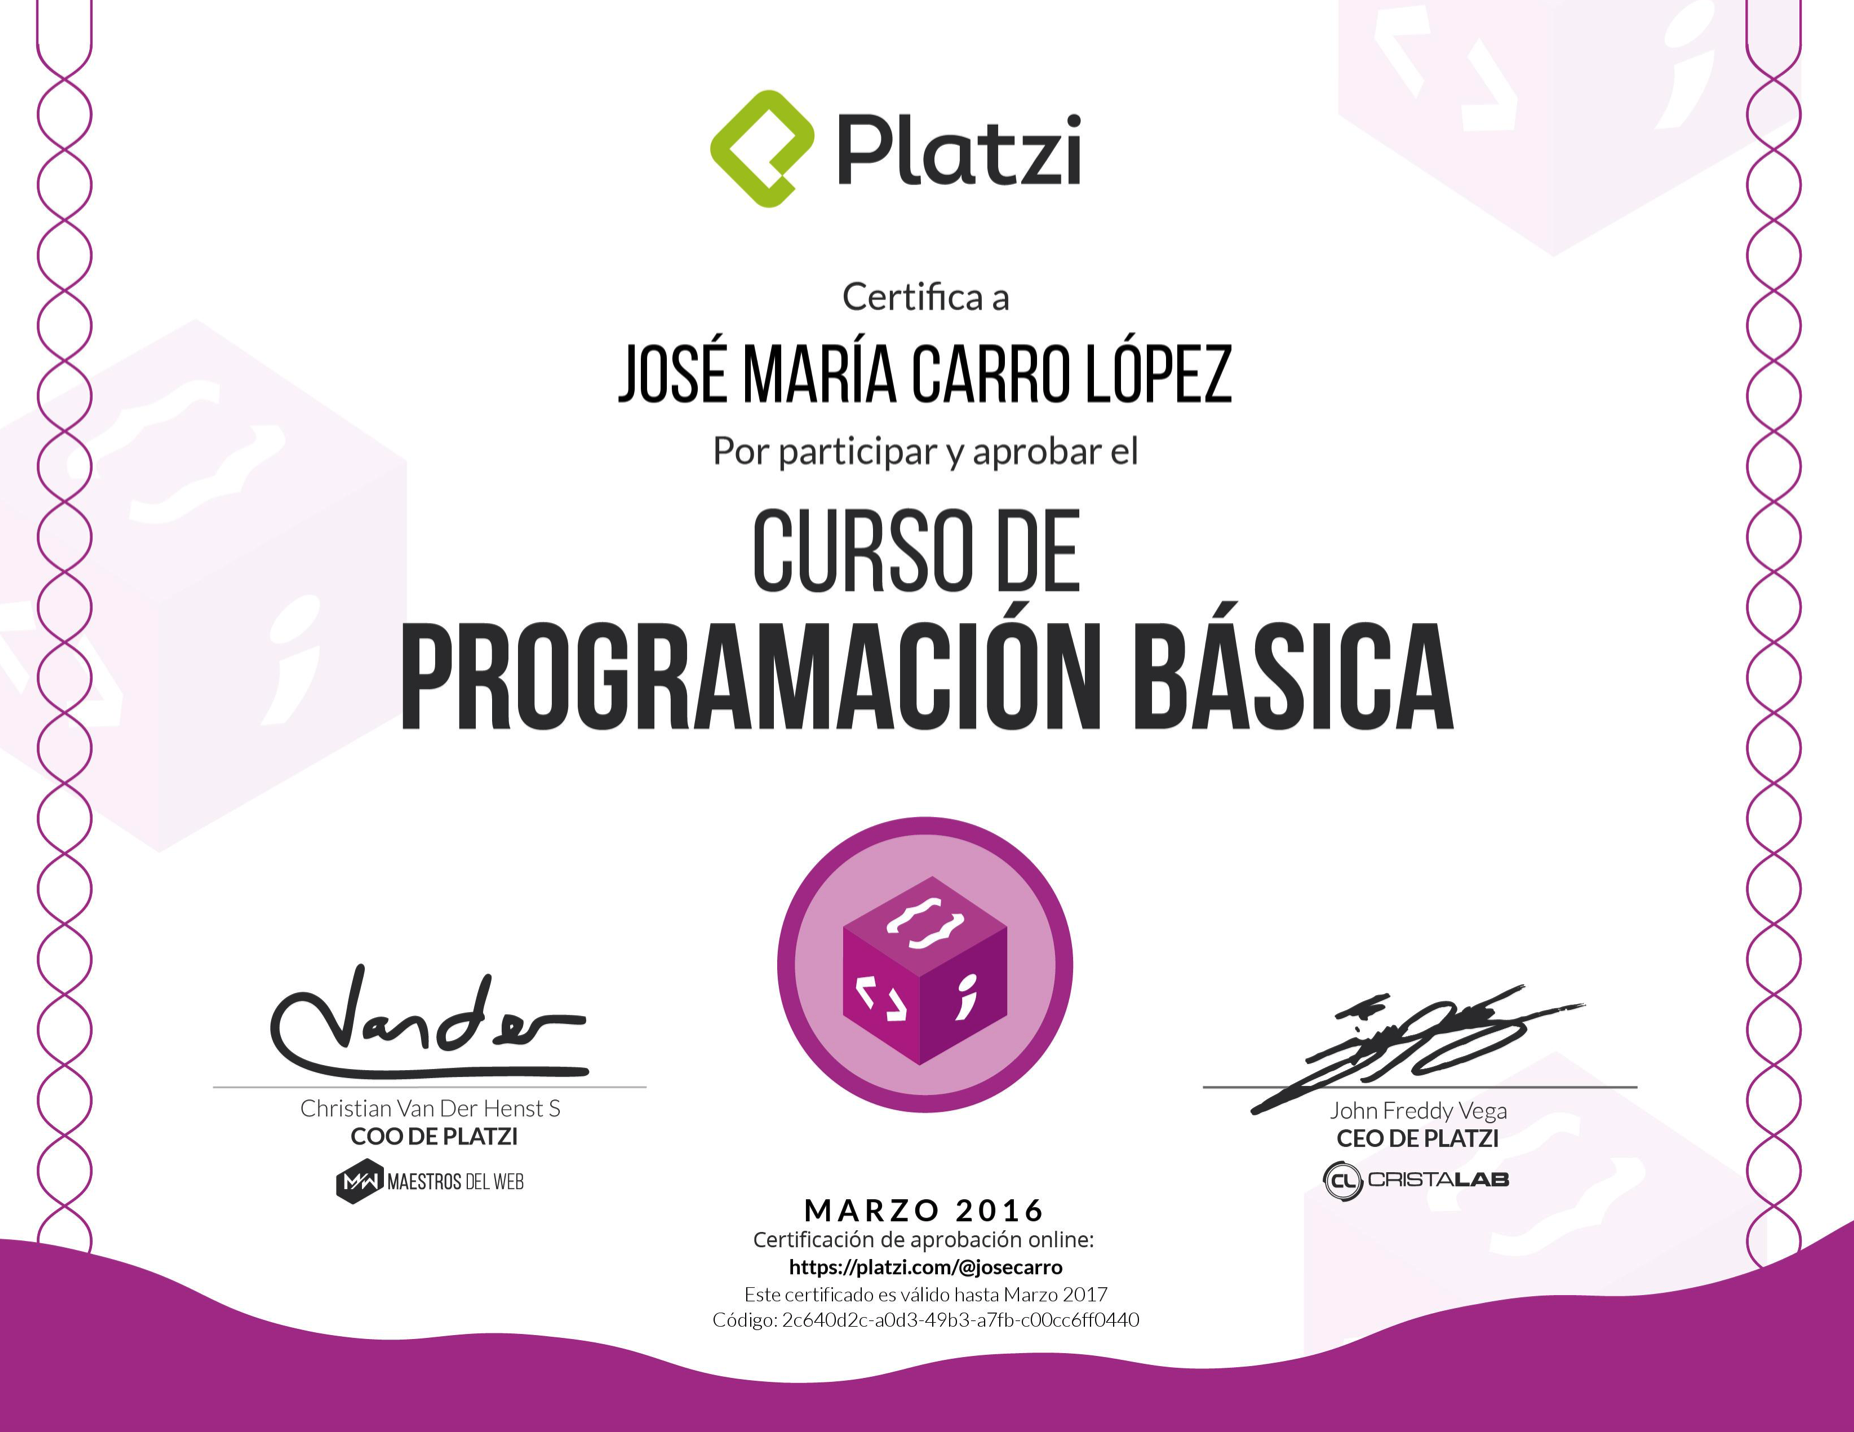 Platzi
Certifica a
JOSÉ MARÍA CARRO LÓPEZ
Por participar y aprobar el
CURSO DE
PROGRAMACIÓN BÁSICA
Vander
Christian Van Der Henst S
COO DE PLATZI
MW MAESTROS DEL WEB
John Freddy Vega
CEO DE PLATZI
CL CRISTALAB
MARZO 2016
Certificación de aprobación online:
https://platzi.com/@josecarro
Este certificado es válido hasta Marzo 2017
Código: 2c640d2c-a0d3-49b3-a7fb-c00cc6ff0440